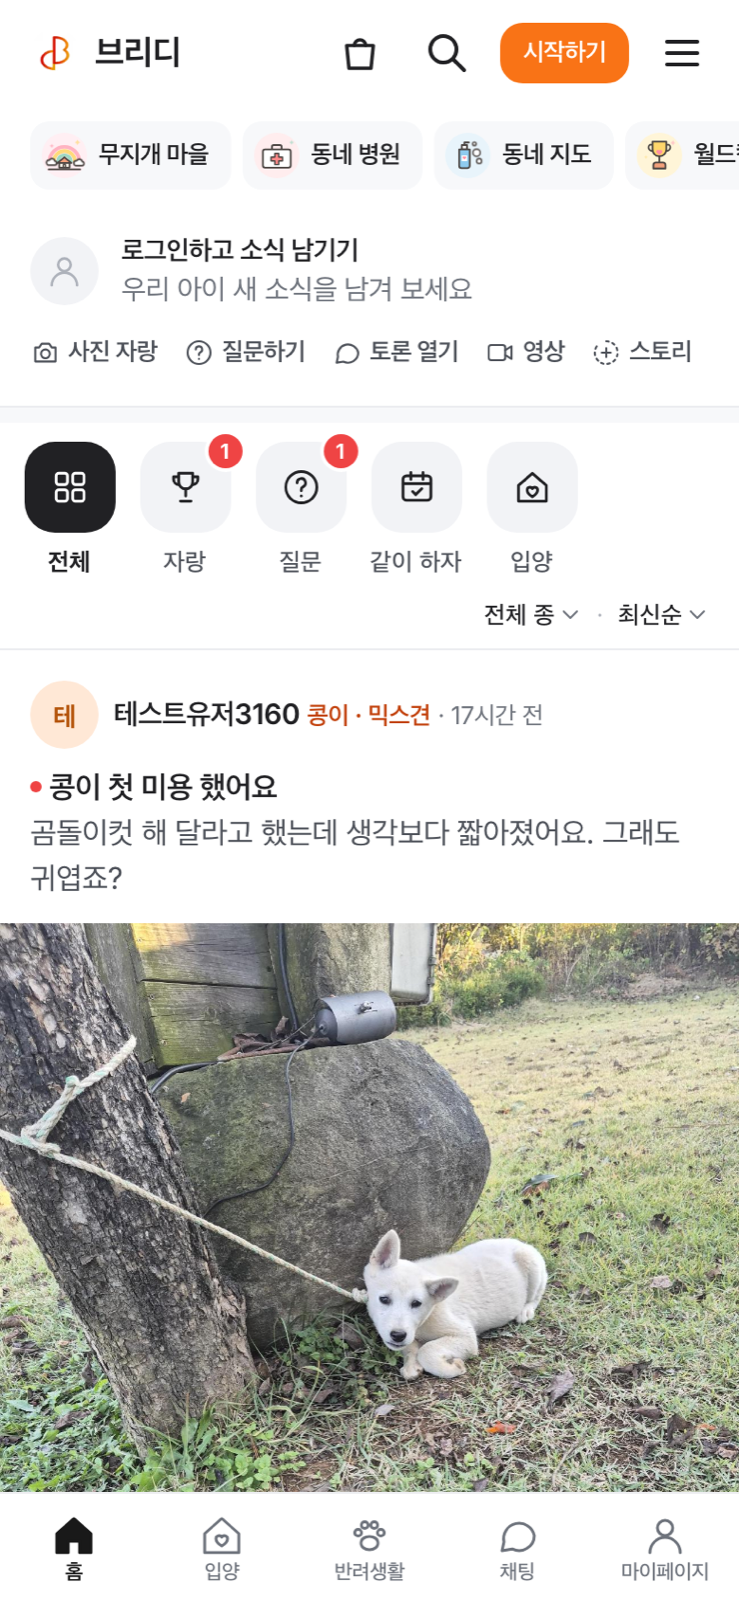 브리디
시작하기
무지개 마을
동네 병원
동네 지도
로그인하고 소식 남기기
우리 아이 새 소식을 남겨 보세요
사진 자랑
질문하기
토론 열기
영상
스토리
1
1
전체
자랑
질문
같이 하자
입양
전체 종 · 최신순
테
테스트유저3160 콩이 · 믹스견 · 17시간 전
콩이 첫 미용 했어요
곰돌이컷 해 달라고 했는데 생각보다 짧아졌어요. 그래도
귀엽죠?
홈
입양
반려생활
채팅
마이페이지